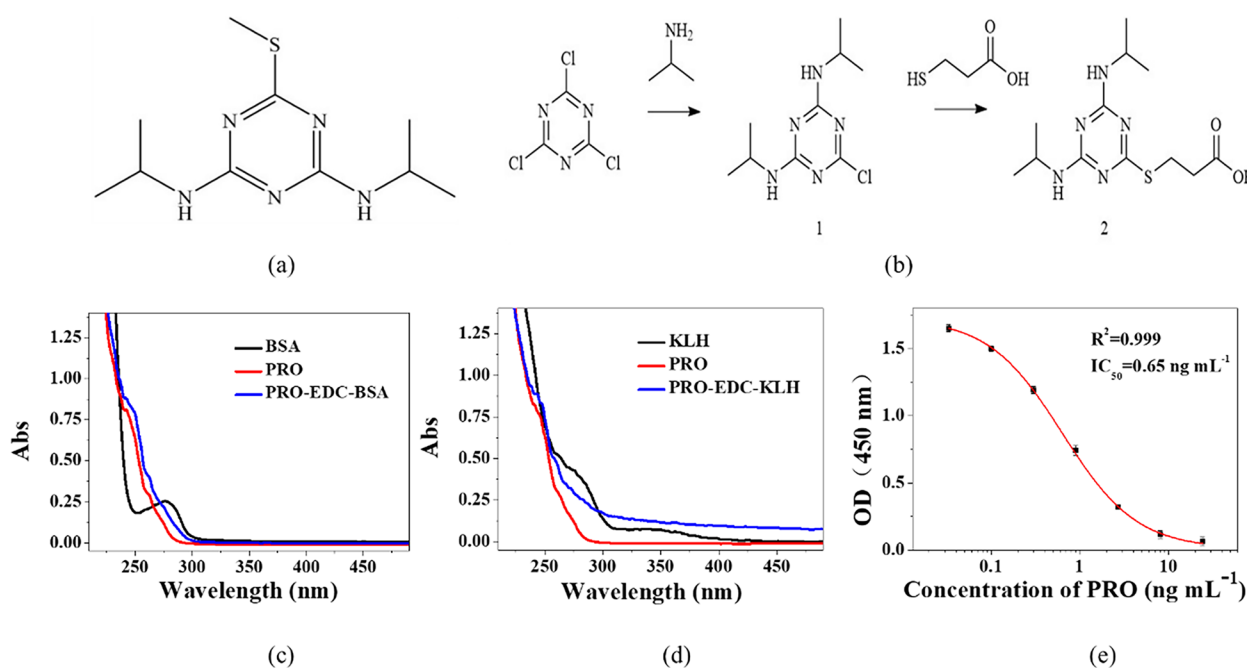 S
N
N
N
N
H
N
H
(a)
Cl
N
N
Cl
N
Cl
NH2
HN
N
N
N
H
N
Cl
1
O
HS
OH
HN
N
N
N
H
N
S
O
OH
2
(b)
1.25
1.00
0.75
0.50
0.25
0.00
Abs
250 300 350 400 450
Wavelength (nm)
BSA
PRO
PRO-EDC-BSA
(c)
1.25
1.00
0.75
0.50
0.25
0.00
Abs
250 300 350 400 450
Wavelength (nm)
KLH
PRO
PRO-EDC-KLH
(d)
1.5
1.0
0.5
0.0
OD（450 nm）
0.1 1 10
Concentration of PRO (ng mL⁻¹)
R²=0.999
IC₅₀=0.65 ng mL⁻¹
(e)